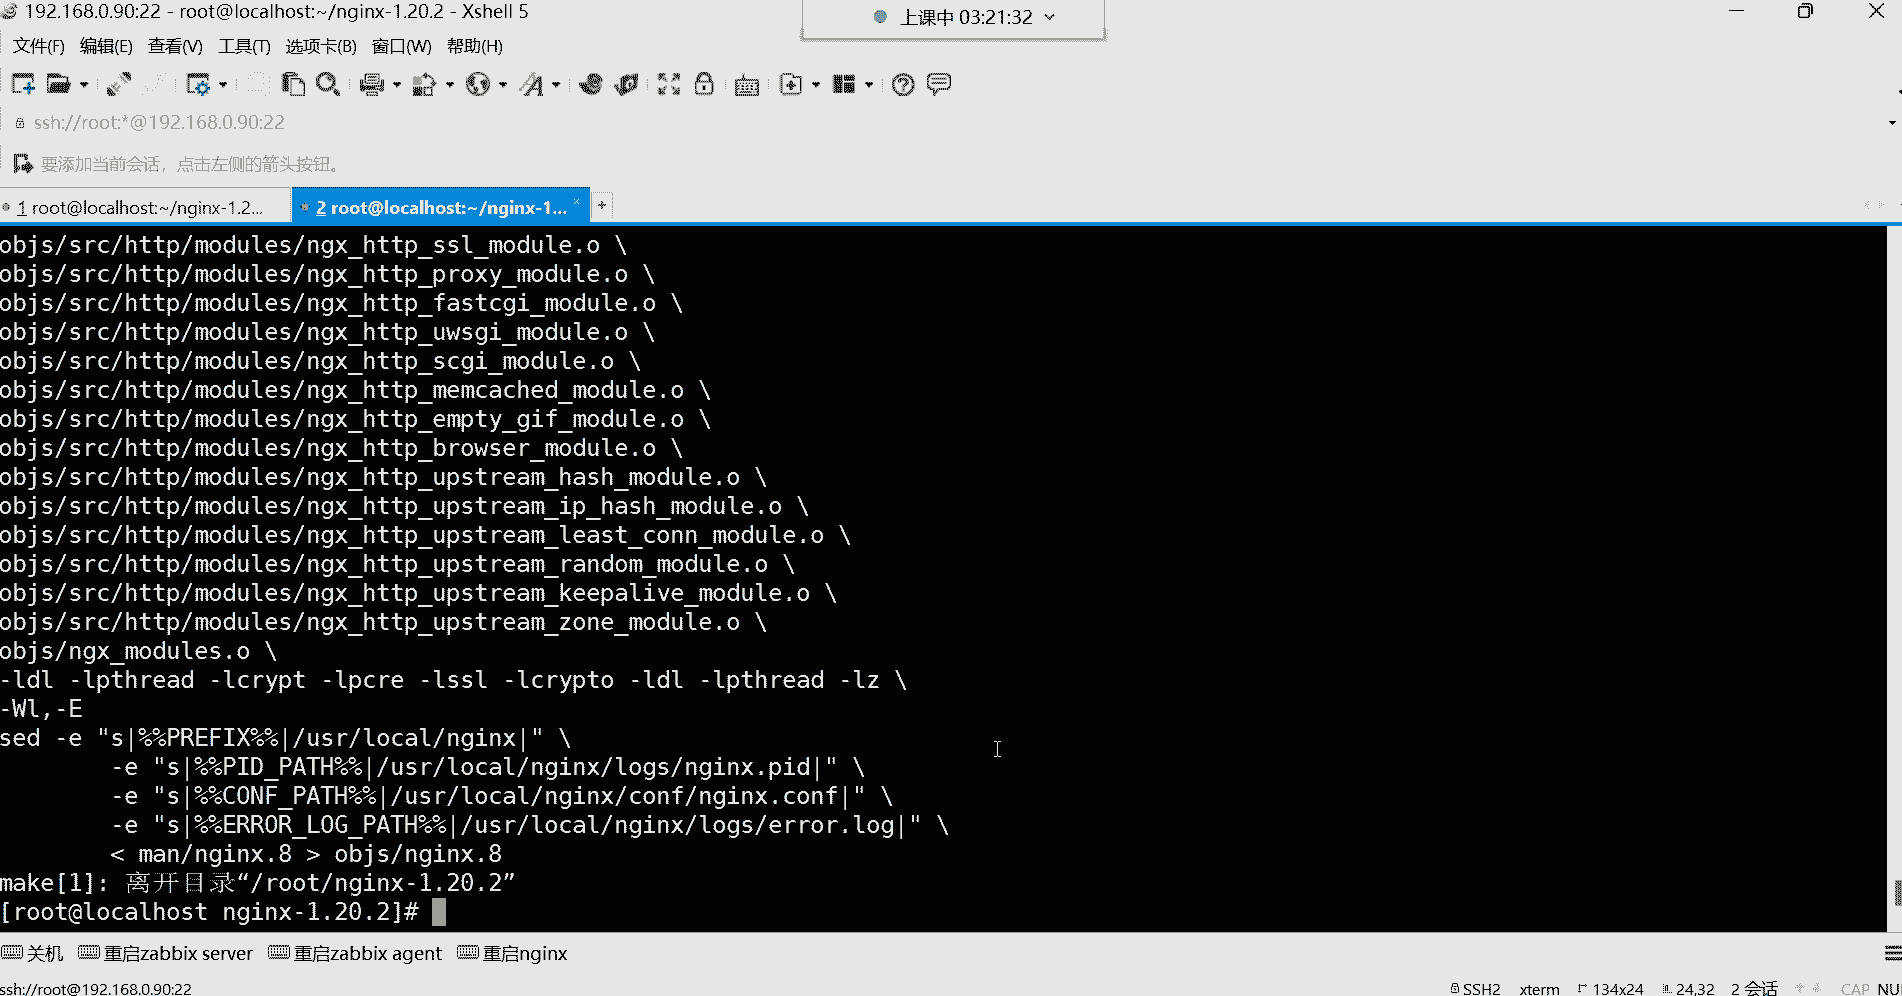 192.168.0.90:22 - root@localhost:~/nginx-1.20.2 - Xshell 5
上课中 03:21:32
文件(F) 编辑(E) 查看(V) 工具(T) 选项卡(B) 窗口(W) 帮助(H)
ssh://root:*@192.168.0.90:22
要添加当前会话，点击左侧的箭头按钮。
1 root@localhost:~/nginx-1.2... 2 root@localhost:~/nginx-1... × +
objs/src/http/modules/ngx_http_ssl_module.o \
objs/src/http/modules/ngx_http_proxy_module.o \
objs/src/http/modules/ngx_http_fastcgi_module.o \
objs/src/http/modules/ngx_http_uwsgi_module.o \
objs/src/http/modules/ngx_http_scgi_module.o \
objs/src/http/modules/ngx_http_memcached_module.o \
objs/src/http/modules/ngx_http_empty_gif_module.o \
objs/src/http/modules/ngx_http_browser_module.o \
objs/src/http/modules/ngx_http_upstream_hash_module.o \
objs/src/http/modules/ngx_http_upstream_ip_hash_module.o \
objs/src/http/modules/ngx_http_upstream_least_conn_module.o \
objs/src/http/modules/ngx_http_upstream_random_module.o \
objs/src/http/modules/ngx_http_upstream_keepalive_module.o \
objs/src/http/modules/ngx_http_upstream_zone_module.o \
objs/ngx_modules.o \
-ldl -lpthread -lcrypt -lpcre -lssl -lcrypto -ldl -lpthread -lz \
-Wl,-E
sed -e "s|%%PREFIX%%|/usr/local/nginx|" \
        -e "s|%%PID_PATH%%|/usr/local/nginx/logs/nginx.pid|" \
        -e "s|%%CONF_PATH%%|/usr/local/nginx/conf/nginx.conf|" \
        -e "s|%%ERROR_LOG_PATH%%|/usr/local/nginx/logs/error.log|" \
        < man/nginx.8 > objs/nginx.8
make[1]: 离开目录“/root/nginx-1.20.2”
[root@localhost nginx-1.20.2]#
关机 重启zabbix server 重启zabbix agent 重启nginx
ssh://root@192.168.0.90:22 SSH2 xterm 134x24 24,32 2 会话 CAP NU